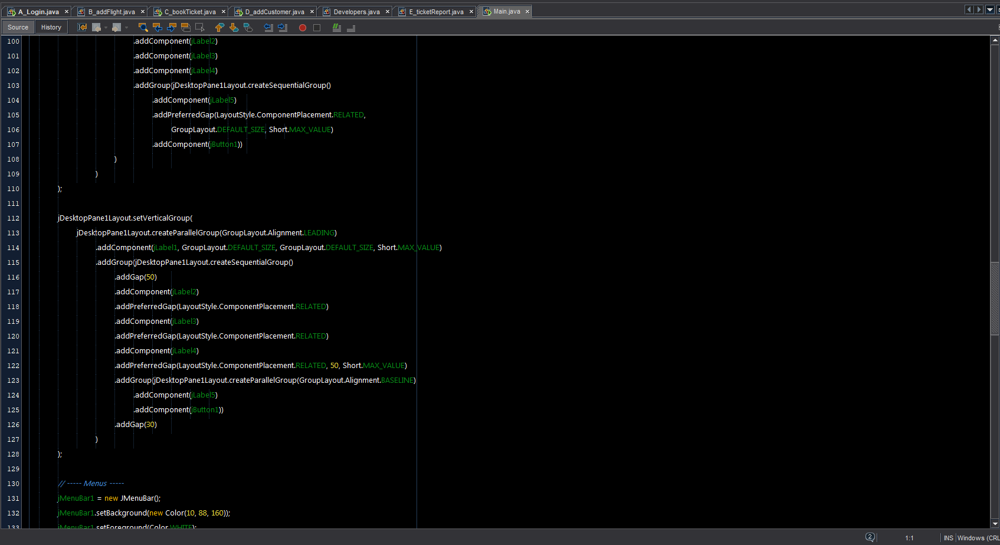 A_Login.java × B_addFlight.java × C_bookTicket.java × D_addCustomer.java × Developers.java × E_ticketReport.java × Main.java ×
Source History
100 .addComponent(jLabel2)
101 .addComponent(jLabel3)
102 .addComponent(jLabel4)
103 .addGroup(jDesktopPane1Layout.createSequentialGroup()
104 .addComponent(jLabel5)
105 .addPreferredGap(LayoutStyle.ComponentPlacement.RELATED,
106 GroupLayout.DEFAULT_SIZE, Short.MAX_VALUE)
107 .addComponent(jButton1))
108 )
109 )
110 );
111
112 jDesktopPane1Layout.setVerticalGroup(
113 jDesktopPane1Layout.createParallelGroup(GroupLayout.Alignment.LEADING)
114 .addComponent(jLabel1, GroupLayout.DEFAULT_SIZE, GroupLayout.DEFAULT_SIZE, Short.MAX_VALUE)
115 .addGroup(jDesktopPane1Layout.createSequentialGroup()
116 .addGap(50)
117 .addComponent(jLabel2)
118 .addPreferredGap(LayoutStyle.ComponentPlacement.RELATED)
119 .addComponent(jLabel3)
120 .addPreferredGap(LayoutStyle.ComponentPlacement.RELATED)
121 .addComponent(jLabel4)
122 .addPreferredGap(LayoutStyle.ComponentPlacement.RELATED, 50, Short.MAX_VALUE)
123 .addGroup(jDesktopPane1Layout.createParallelGroup(GroupLayout.Alignment.BASELINE)
124 .addComponent(jLabel5)
125 .addComponent(jButton1))
126 .addGap(30)
127 )
128 );
129
130 // ----- Menus -----
131 jMenuBar1 = new JMenuBar();
132 jMenuBar1.setBackground(new Color(10, 88, 160));
133 jMenuBar1.setForeground(Color.WHITE);
2 1:1 INS Windows (CRL